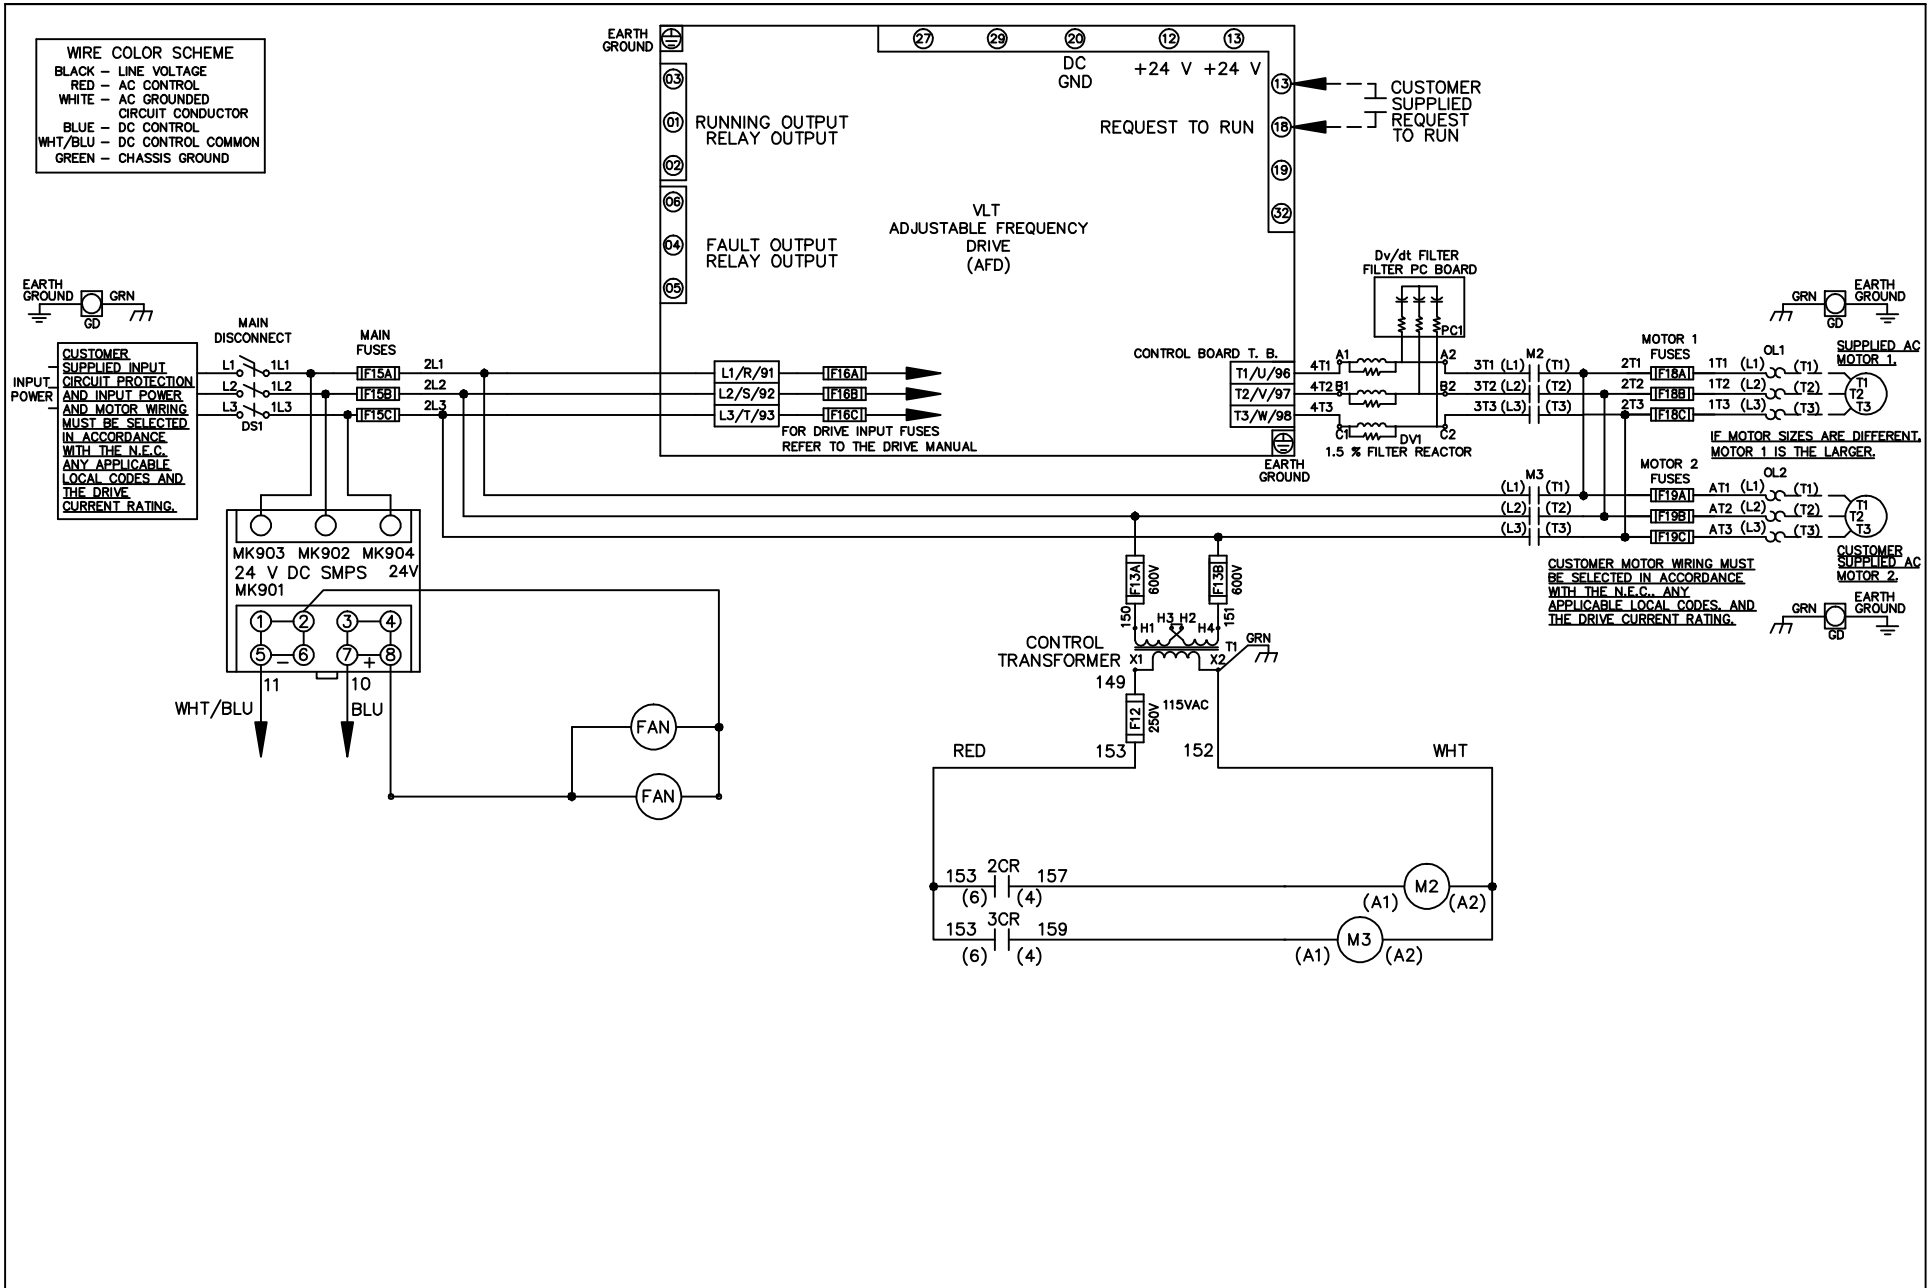 WIRE COLOR SCHEME
BLACK – LINE VOLTAGE
RED – AC CONTROL
WHITE – AC GROUNDED
CIRCUIT CONDUCTOR
BLUE – DC CONTROL
WHT/BLU – DC CONTROL COMMON
GREEN – CHASSIS GROUND
EARTH
GROUND
27 29 20 12 13
DC
GND
+24 V +24 V
03
01
02
RUNNING OUTPUT
RELAY OUTPUT
06
04
05
FAULT OUTPUT
RELAY OUTPUT
VLT
ADJUSTABLE FREQUENCY
DRIVE
(AFD)
REQUEST TO RUN
13
18
19
32
CUSTOMER
SUPPLIED
REQUEST
TO RUN
EARTH
GROUND
GRN
GD
INPUT
POWER
CUSTOMER
SUPPLIED INPUT
CIRCUIT PROTECTION
AND INPUT POWER
AND MOTOR WIRING
MUST BE SELECTED
IN ACCORDANCE
WITH THE N.E.C.
ANY APPLICABLE
LOCAL CODES AND
THE DRIVE
CURRENT RATING.
MAIN
DISCONNECT
L1 1L1
L2 1L2
L3 1L3
DS1
MAIN
FUSES
F15A 2L1
F15B 2L2
F15C 2L3
L1/R/91 F16A
L2/S/92 F16B
L3/T/93 F16C
FOR DRIVE INPUT FUSES
REFER TO THE DRIVE MANUAL
CONTROL BOARD T. B.
T1/U/96
T2/V/97
T3/W/98
EARTH
GROUND
Dv/dt FILTER
FILTER PC BOARD
PC1
4T1 A1 A2
4T2 B1 B2
4T3 C1 C2
DV1
1.5 % FILTER REACTOR
M2
3T1 (L1) (T1)
3T2 (L2) (T2)
3T3 (L3) (T3)
MOTOR 1
FUSES
2T1 F18A 1T1 (L1) (T1)
2T2 F18B 1T2 (L2) (T2)
2T3 F18C 1T3 (L3) (T3)
OL1
GRN
GD
EARTH
GROUND
SUPPLIED AC
MOTOR 1.
T1
T2
T3
IF MOTOR SIZES ARE DIFFERENT,
MOTOR 1 IS THE LARGER.
M3
(L1) (T1)
(L2) (T2)
(L3) (T3)
MOTOR 2
FUSES
F19A AT1 (L1) (T1)
F19B AT2 (L2) (T2)
F19C AT3 (L3) (T3)
OL2
T1
T2
T3
CUSTOMER
SUPPLIED AC
MOTOR 2.
GRN
GD
EARTH
GROUND
CUSTOMER MOTOR WIRING MUST
BE SELECTED IN ACCORDANCE
WITH THE N.E.C., ANY
APPLICABLE LOCAL CODES, AND
THE DRIVE CURRENT RATING.
MK903 MK902 MK904
24 V DC SMPS 24V
MK901
1 2 3 4
5 – 6 7 + 8
11 10
WHT/BLU BLU
FAN
FAN
F13A 600V
F13B 600V
150 151
H1 H3 H2 H4
CONTROL
TRANSFORMER
X1 X2 T1
GRN
149
F12 250V
115VAC
RED 153 152 WHT
153 2CR 157
(6) (4)
M2
(A1) (A2)
153 3CR 159
(6) (4)
M3
(A1) (A2)